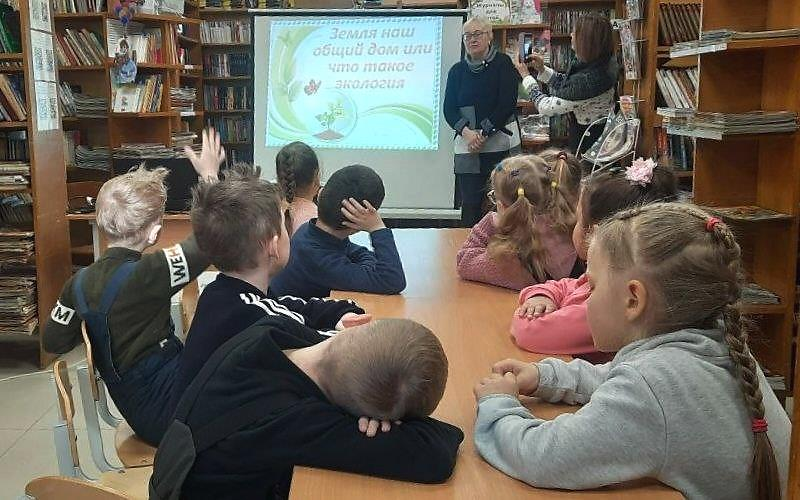 Земля наш
общий дом или
что такое
экология
WE
M